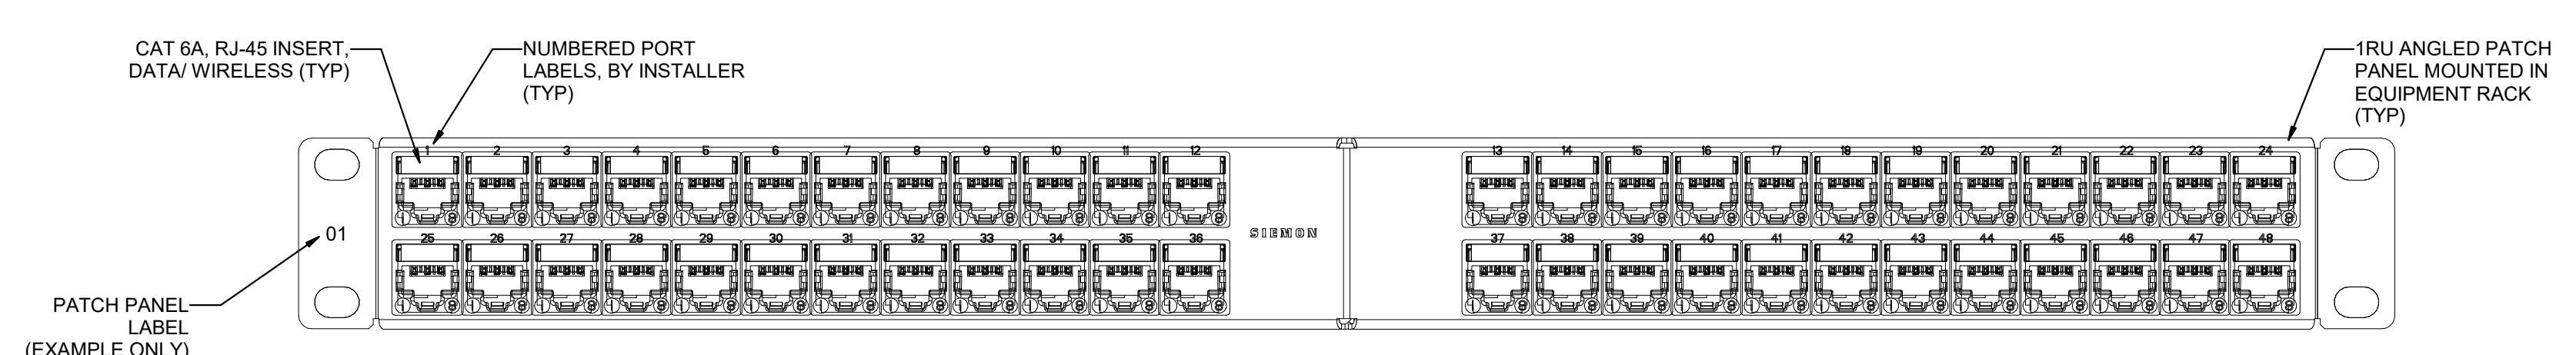 CAT 6A, RJ-45 INSERT,
DATA/ WIRELESS (TYP)
NUMBERED PORT
LABELS, BY INSTALLER
(TYP)
1RU ANGLED PATCH
PANEL MOUNTED IN
EQUIPMENT RACK
(TYP)
1 2 3 4 5 6 7 8 9 10 11 12 13 14 15 16 17 18 19 20 21 22 23 24
01
SIEMON
25 26 27 28 29 30 31 32 33 34 35 36 37 38 39 40 41 42 43 44 45 46 47 48
PATCH PANEL
LABEL
(EXAMPLE ONLY)